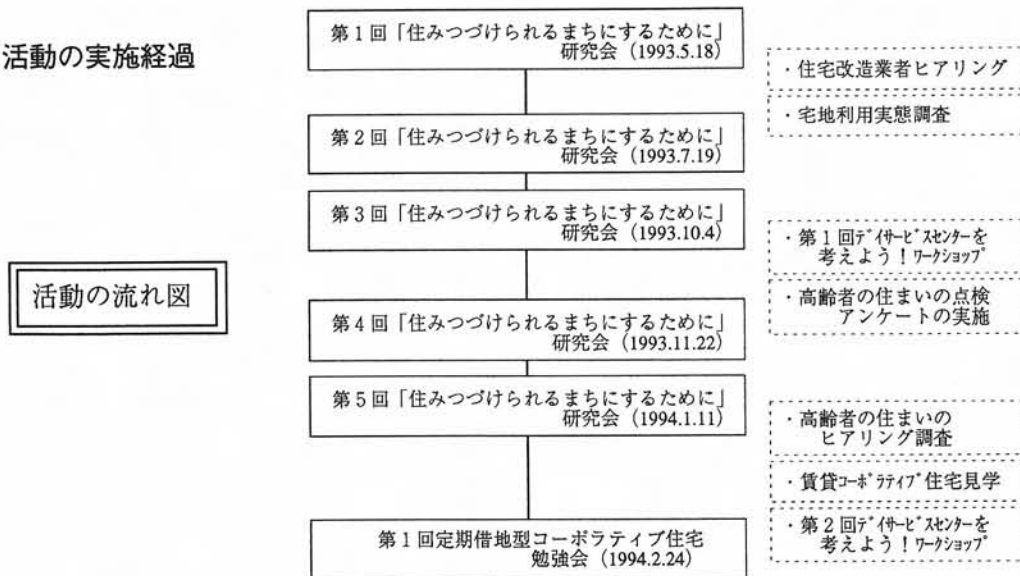 活動の実施経過
活動の流れ図
第1回「住みつづけられるまちにするために」
研究会（1993.5.18）
・住宅改造業者ヒアリング
・宅地利用実態調査
第2回「住みつづけられるまちにするために」
研究会（1993.7.19）
第3回「住みつづけられるまちにするために」
研究会（1993.10.4）
・第1回ﾃﾞｲｻｰﾋﾞｽｾﾝﾀｰを
考えよう！ﾜｰｸｼｮｯﾌﾟ
・高齢者の住まいの点検
アンケートの実施
第4回「住みつづけられるまちにするために」
研究会（1993.11.22）
第5回「住みつづけられるまちにするために」
研究会（1994.1.11）
・高齢者の住まいの
ヒアリング調査
・賃貸ｺｰﾎﾟﾗﾃｨﾌﾞ住宅見学
・第2回ﾃﾞｲｻｰﾋﾞｽｾﾝﾀｰを
考えよう！ﾜｰｸｼｮｯﾌﾟ
第1回定期借地型コーポラティブ住宅
勉強会（1994.2.24）